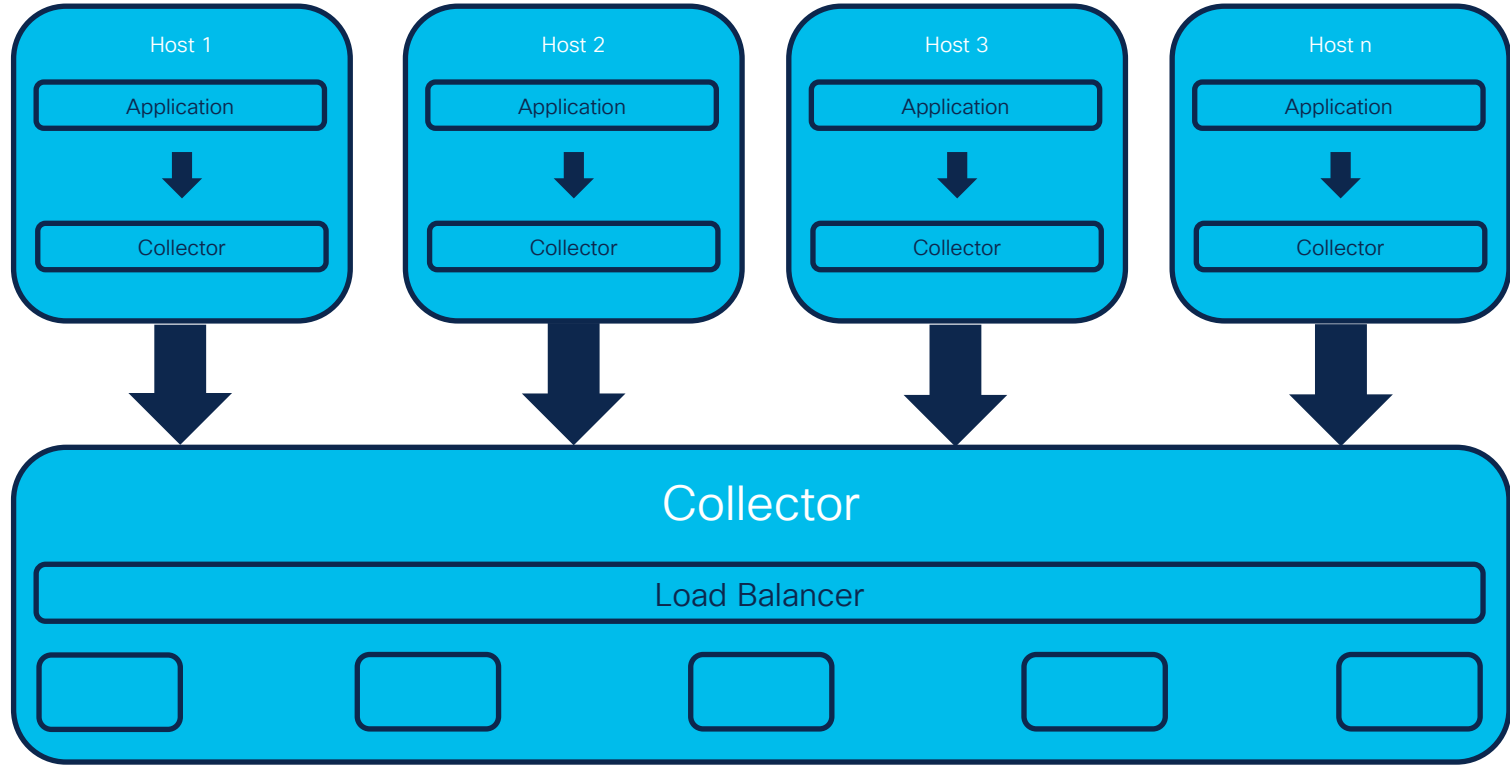 Host 1
Host 2
Host 3
Host n
Application
Application
Application
Application
Collector
Collector
Collector
Collector
Collector
Load Balancer